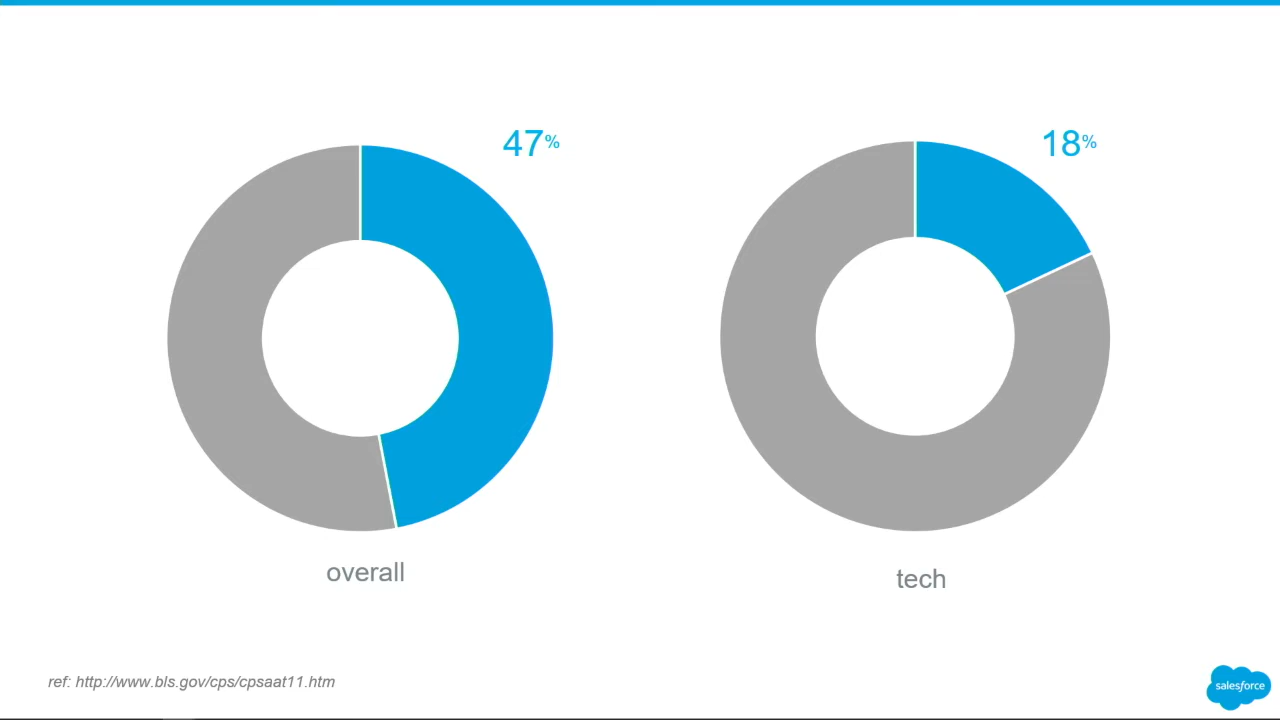 47%
18%
overall
tech
ref: http://www.bls.gov/cps/cpsaat11.htm
salesforce